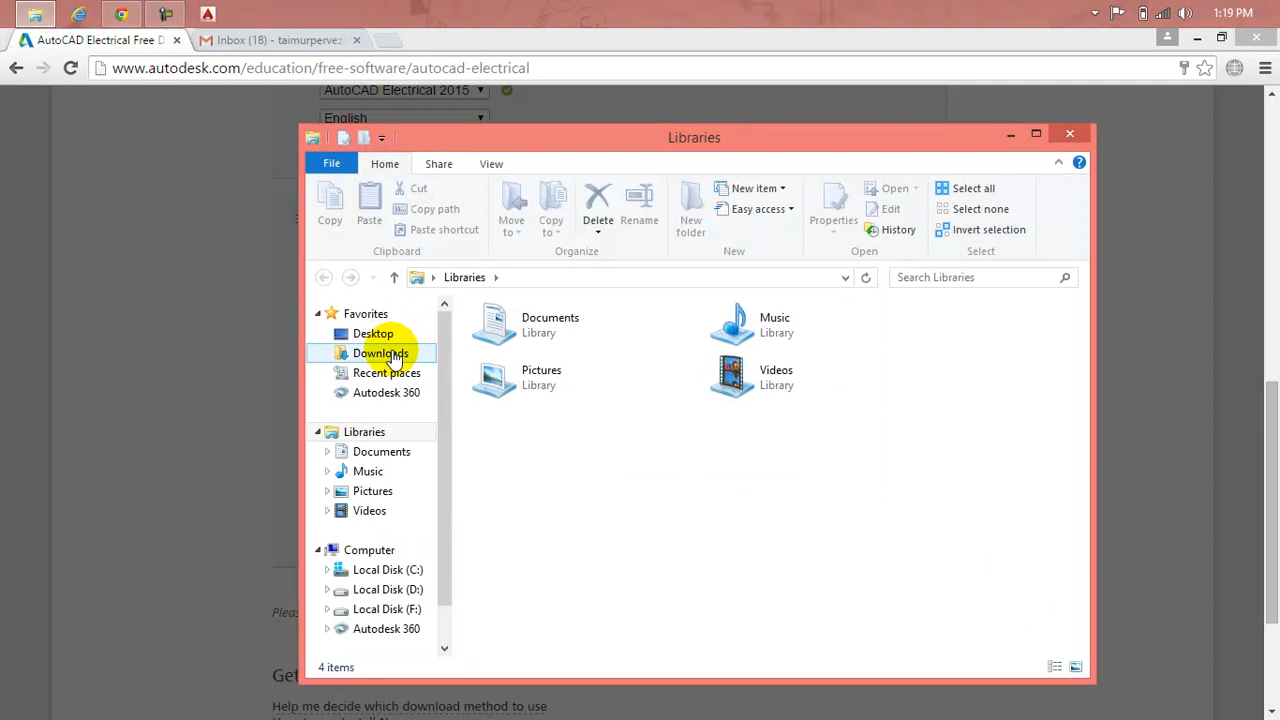 1:19 PM
AutoCAD Electrical Free D
Inbox (18) - taimurpervez
www.autodesk.com/education/free-software/autocad-electrical
AutoCAD Electrical 2015
English
Libraries
File
Home
Share
View
Copy
Paste
Cut
Copy path
Paste shortcut
Move to
Copy to
Delete
Rename
New folder
New item
Easy access
Properties
Open
Edit
History
Select all
Select none
Invert selection
Clipboard
Organize
New
Open
Select
Libraries
Search Libraries
Favorites
Desktop
Downloads
Recent places
Autodesk 360
Libraries
Documents
Music
Pictures
Videos
Computer
Local Disk (C:)
Local Disk (D:)
Local Disk (F:)
Autodesk 360
Documents
Library
Music
Library
Pictures
Library
Videos
Library
4 items
Pleas
Get
Help me decide which download method to use